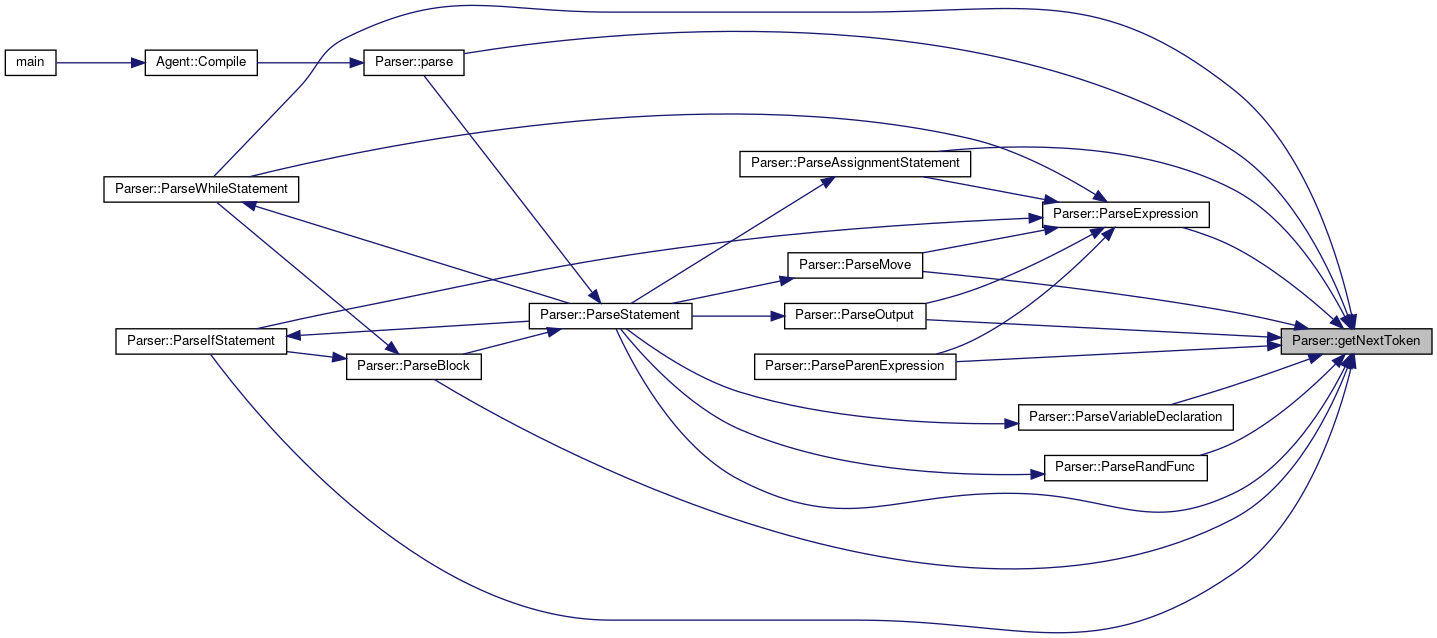 main
Agent::Compile
Parser::parse
Parser::ParseAssignmentStatement
Parser::ParseWhileStatement
Parser::ParseExpression
Parser::ParseMove
Parser::ParseStatement
Parser::ParseOutput
Parser::ParseIfStatement
Parser::getNextToken
Parser::ParseBlock
Parser::ParseParenExpression
Parser::ParseVariableDeclaration
Parser::ParseRandFunc